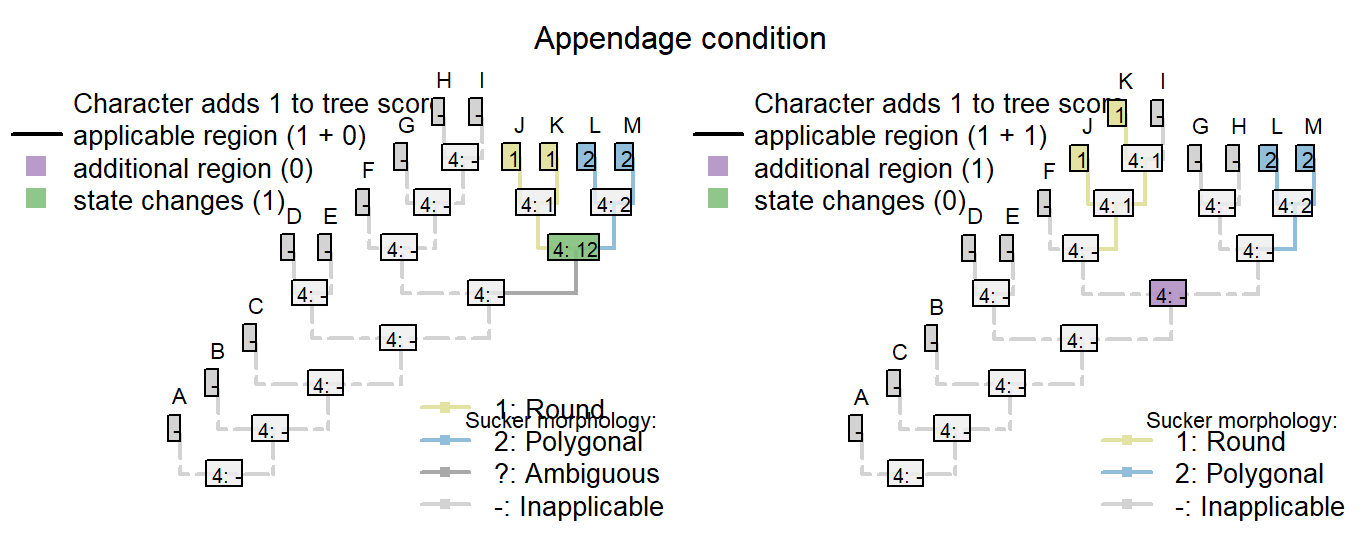 Appendage condition
Character adds 1 to tree score
applicable region (1 + 0)
additional region (0)
state changes (1)
H I
G
J K L M
F
D E
C
B
A
- -
-
1 1 2 2
4: -
-
4: -
4: 1
4: 2
- -
4: -
4: 12
4: -
4: -
-
4: -
-
4: -
-
4: -
4: -
1: Round
Sucker morphology:
2: Polygonal
?: Ambiguous
-: Inapplicable
Character adds 1 to tree score
applicable region (1 + 1)
additional region (1)
state changes (0)
K I
J
G H L M
F
D E
B
C
A
1 -
1
4: 1
- - 2 2
-
4: 1
4: -
4: 2
- -
4: -
4: -
4: -
4: -
-
4: -
-
4: -
-
4: -
4: -
Sucker morphology:
1: Round
2: Polygonal
-: Inapplicable